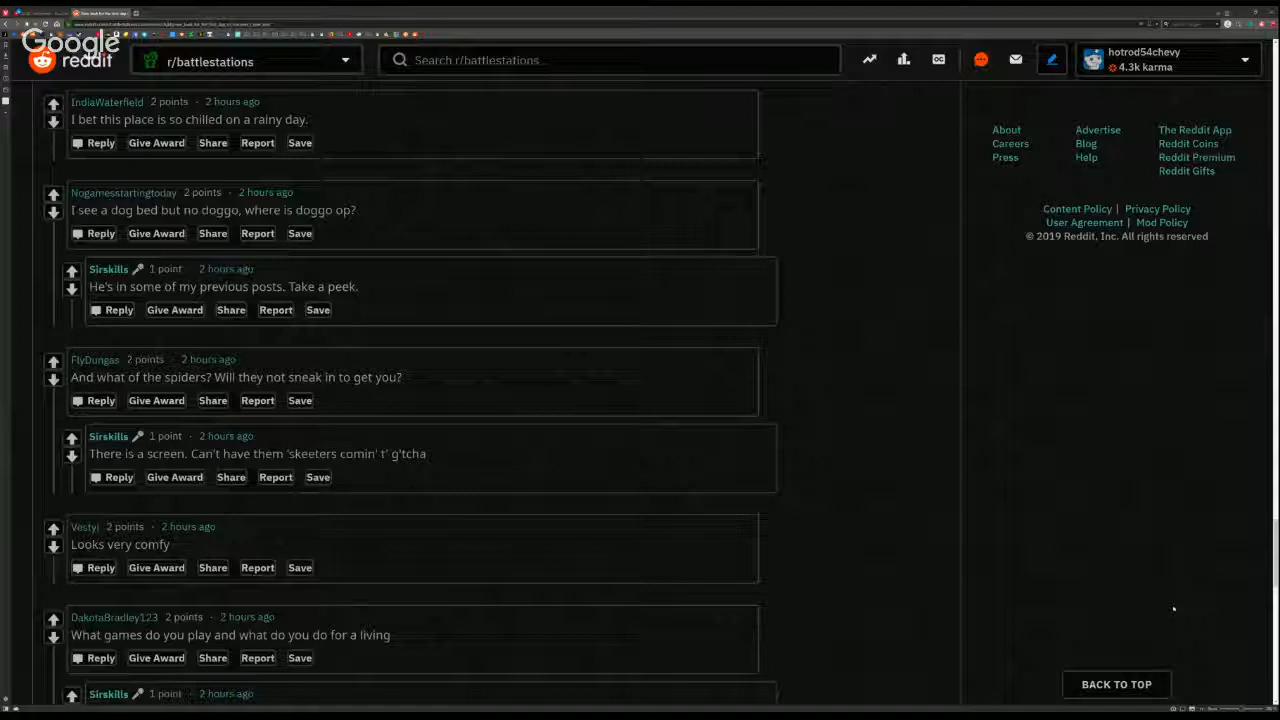 Google
reddit
r/battlestations
Search r/battlestations
hotrod54chevy
4.3k karma
IndiaWaterfield 2 points · 2 hours ago
I bet this place is so chilled on a rainy day.
Reply Give Award Share Report Save
Nogamesstartingtoday 2 points · 2 hours ago
I see a dog bed but no doggo, where is doggo op?
Reply Give Award Share Report Save
Sirskills 1 point · 2 hours ago
He's in some of my previous posts. Take a peek.
Reply Give Award Share Report Save
FlyDungas 2 points · 2 hours ago
And what of the spiders? Will they not sneak in to get you?
Reply Give Award Share Report Save
Sirskills 1 point · 2 hours ago
There is a screen. Can't have them 'skeeters comin' t' g'tcha
Reply Give Award Share Report Save
Vestyi 2 points · 2 hours ago
Looks very comfy
Reply Give Award Share Report Save
DakotaBradley123 2 points · 2 hours ago
What games do you play and what do you do for a living
Reply Give Award Share Report Save
Sirskills 1 point · 2 hours ago
About Advertise The Reddit App
Careers Blog Reddit Coins
Press Help Reddit Premium
Reddit Gifts
Content Policy | Privacy Policy
User Agreement | Mod Policy
© 2019 Reddit, Inc. All rights reserved
BACK TO TOP